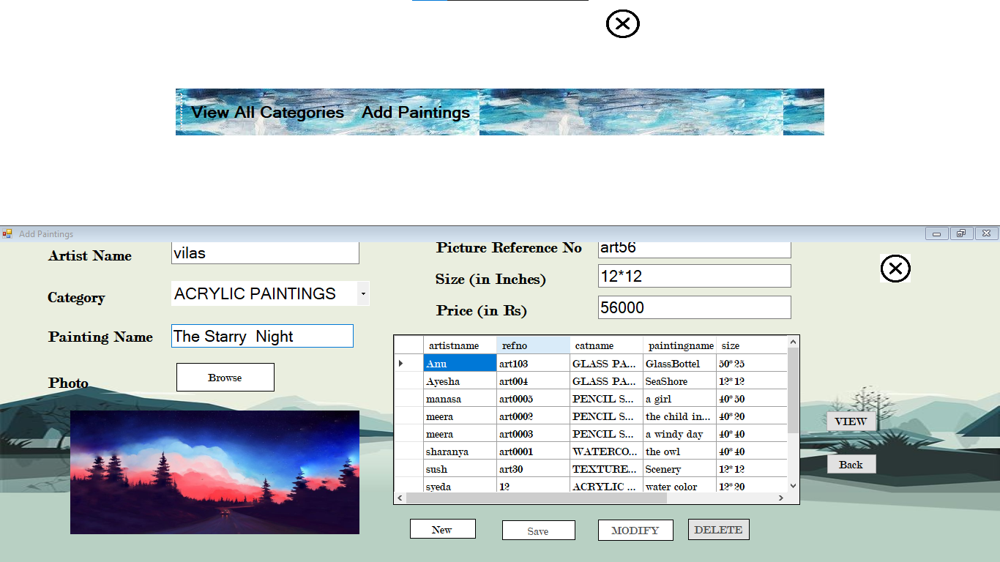 View All Categories Add Paintings
Add Paintings
Artist Name vilas
Picture Reference No art56
Size (in Inches) 12*12
Category ACRYLIC PAINTINGS
Price (in Rs) 56000
Painting Name The Starry  Night
Photo Browse
artistname refno catname paintingname size
Anu art103 GLASS PA... GlassBottel 50*25
Ayesha art004 GLASS PA... SeaShore 12*12
manasa art0005 PENCIL S... a girl 40*50
meera art0002 PENCIL S... the child in... 40*20
meera art0003 PENCIL S... a windy day 40*40
sharanya art0001 WATERCO... the owl 40*40
sush art30 TEXTURE... Scenery 12*12
syeda 12 ACRYLIC ... water color 12*20
VIEW
Back
New Save MODIFY DELETE